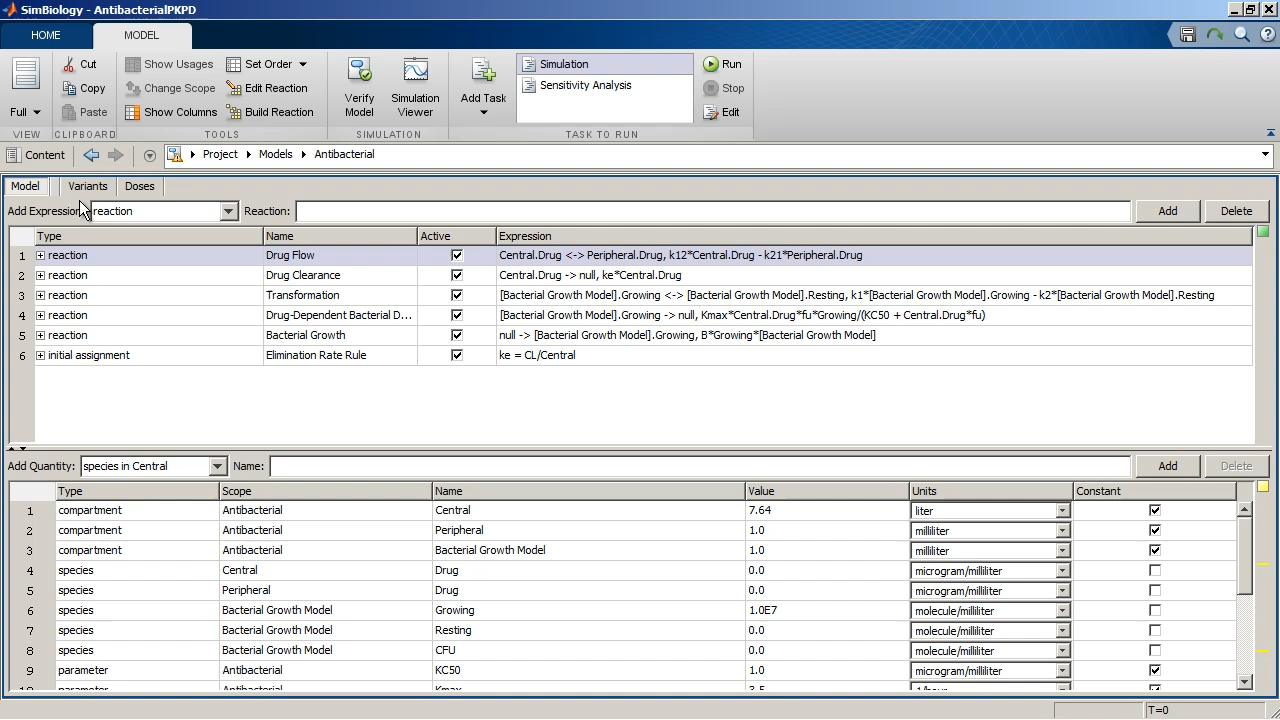 SimBiology - AntibacterialPKPD
HOME MODEL
Full
Cut
Copy
Paste
Show Usages
Change Scope
Show Columns
Set Order
Edit Reaction
Build Reaction
Verify Model
Simulation Viewer
Add Task
Simulation
Sensitivity Analysis
Run
Stop
Edit
VIEW CLIPBOARD TOOLS SIMULATION TASK TO RUN
Content Project Models Antibacterial
Model Variants Doses
Add Expression reaction Reaction: Add Delete
Type Name Active Expression
1 reaction Drug Flow Central.Drug <-> Peripheral.Drug, k12*Central.Drug - k21*Peripheral.Drug
2 reaction Drug Clearance Central.Drug -> null, ke*Central.Drug
3 reaction Transformation [Bacterial Growth Model].Growing <-> [Bacterial Growth Model].Resting, k1*[Bacterial Growth Model].Growing - k2*[Bacterial Growth Model].Resting
4 reaction Drug-Dependent Bacterial D... [Bacterial Growth Model].Growing -> null, Kmax*Central.Drug*fu*Growing/(KC50 + Central.Drug*fu)
5 reaction Bacterial Growth null -> [Bacterial Growth Model].Growing, B*Growing*[Bacterial Growth Model]
6 initial assignment Elimination Rate Rule ke = CL/Central
Add Quantity: species in Central Name: Add Delete
Type Scope Name Value Units Constant
1 compartment Antibacterial Central 7.64 liter
2 compartment Antibacterial Peripheral 1.0 milliliter
3 compartment Antibacterial Bacterial Growth Model 1.0 milliliter
4 species Central Drug 0.0 microgram/milliliter
5 species Peripheral Drug 0.0 microgram/milliliter
6 species Bacterial Growth Model Growing 1.0E7 molecule/milliliter
7 species Bacterial Growth Model Resting 0.0 molecule/milliliter
8 species Bacterial Growth Model CFU 0.0 molecule/milliliter
9 parameter Antibacterial KC50 1.0 microgram/milliliter
10 parameter Antibacterial Kmax 3.5 1/hour
T=0